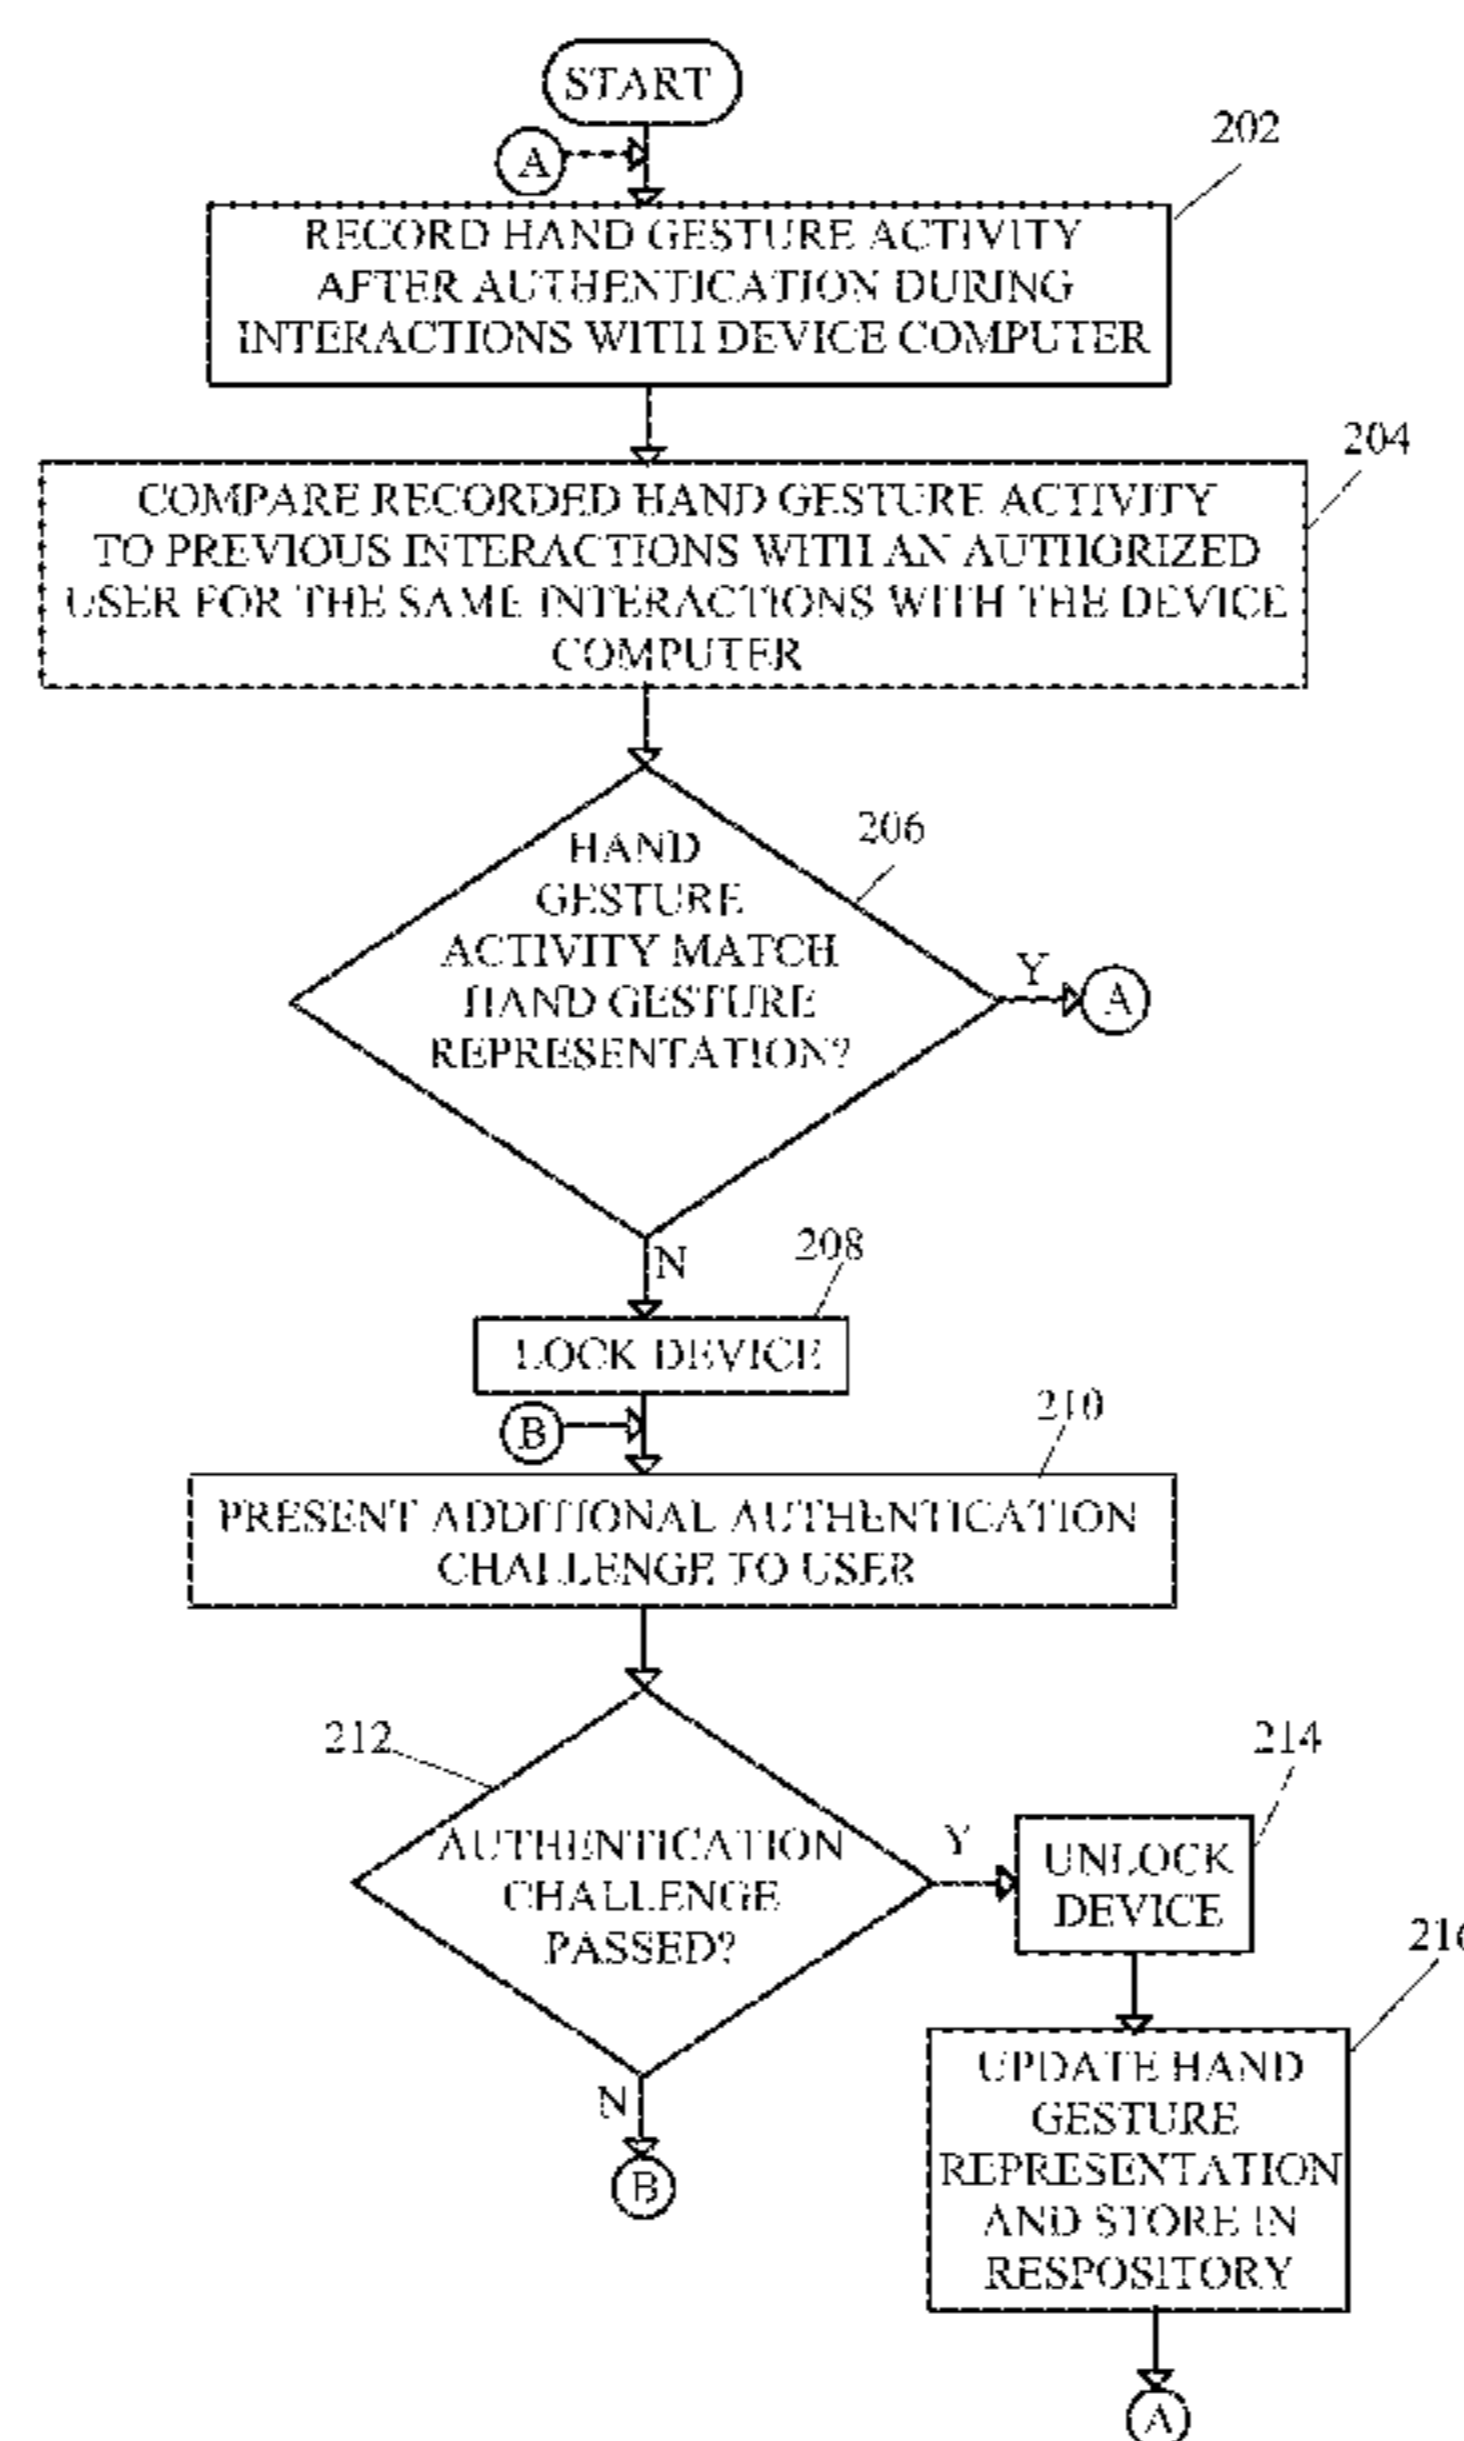 START
A
202
RECORD HAND GESTURE ACTIVITY
AFTER AUTHENTICATION DURING
INTERACTIONS WITH DEVICE COMPUTER
204
COMPARE RECORDED HAND GESTURE ACTIVITY
TO PREVIOUS INTERACTIONS WITH AN AUTHORIZED
USER FOR THE SAME INTERACTIONS WITH THE DEVICE
COMPUTER
206
HAND
GESTURE
ACTIVITY MATCH
HAND GESTURE
REPRESENTATION?
Y
A
N
208
LOCK DEVICE
B
210
PRESENT ADDITIONAL AUTHENTICATION
CHALLENGE TO USER
212
AUTHENTICATION
CHALLENGE
PASSED?
Y
214
UNLOCK
DEVICE
N
B
216
UPDATE HAND
GESTURE
REPRESENTATION
AND STORE IN
RESPOSITORY
A